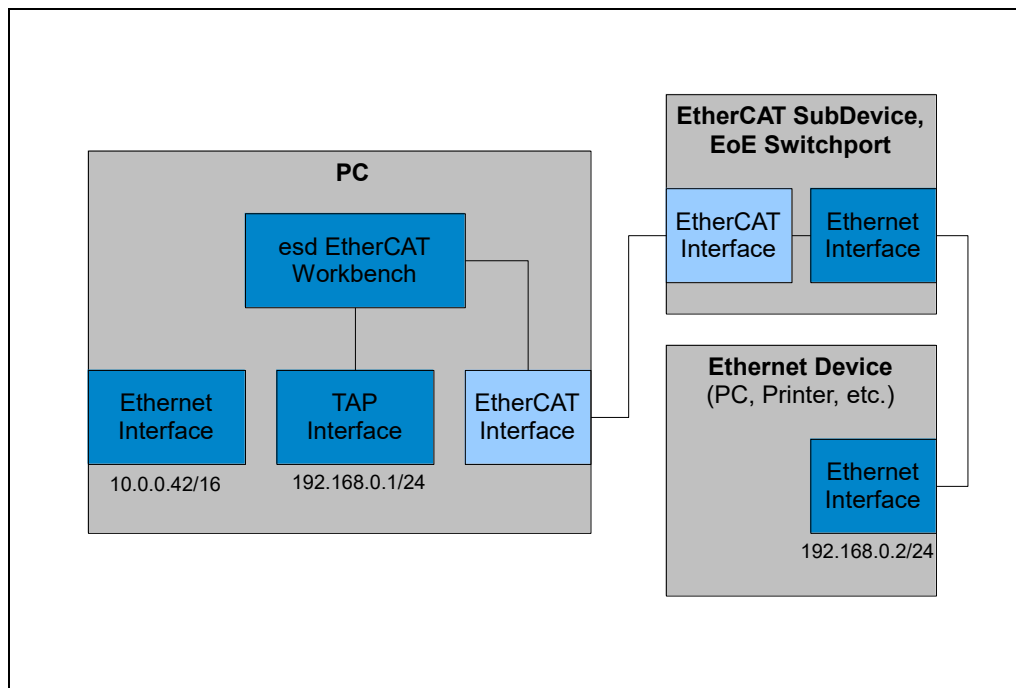 PC
esd EtherCAT
Workbench
Ethernet
Interface
10.0.0.42/16
TAP
Interface
192.168.0.1/24
EtherCAT
Interface
EtherCAT SubDevice,
EoE Switchport
EtherCAT
Interface
Ethernet
Interface
Ethernet Device
(PC, Printer, etc.)
Ethernet
Interface
192.168.0.2/24